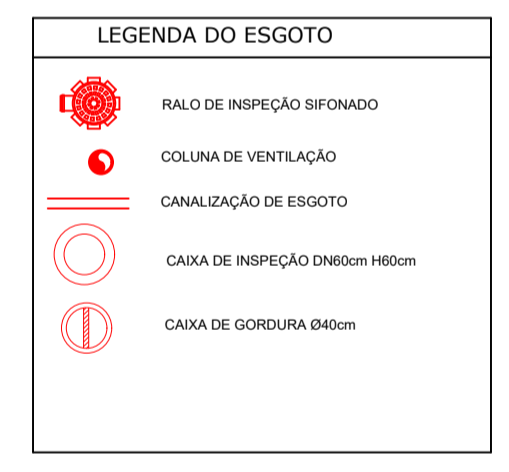 LEGENDA DO ESGOTO
RALO DE INSPEÇÃO SIFONADO
COLUNA DE VENTILAÇÃO
CANALIZAÇÃO DE ESGOTO
CAIXA DE INSPEÇÃO DN60cm H60cm
CAIXA DE GORDURA Ø40cm